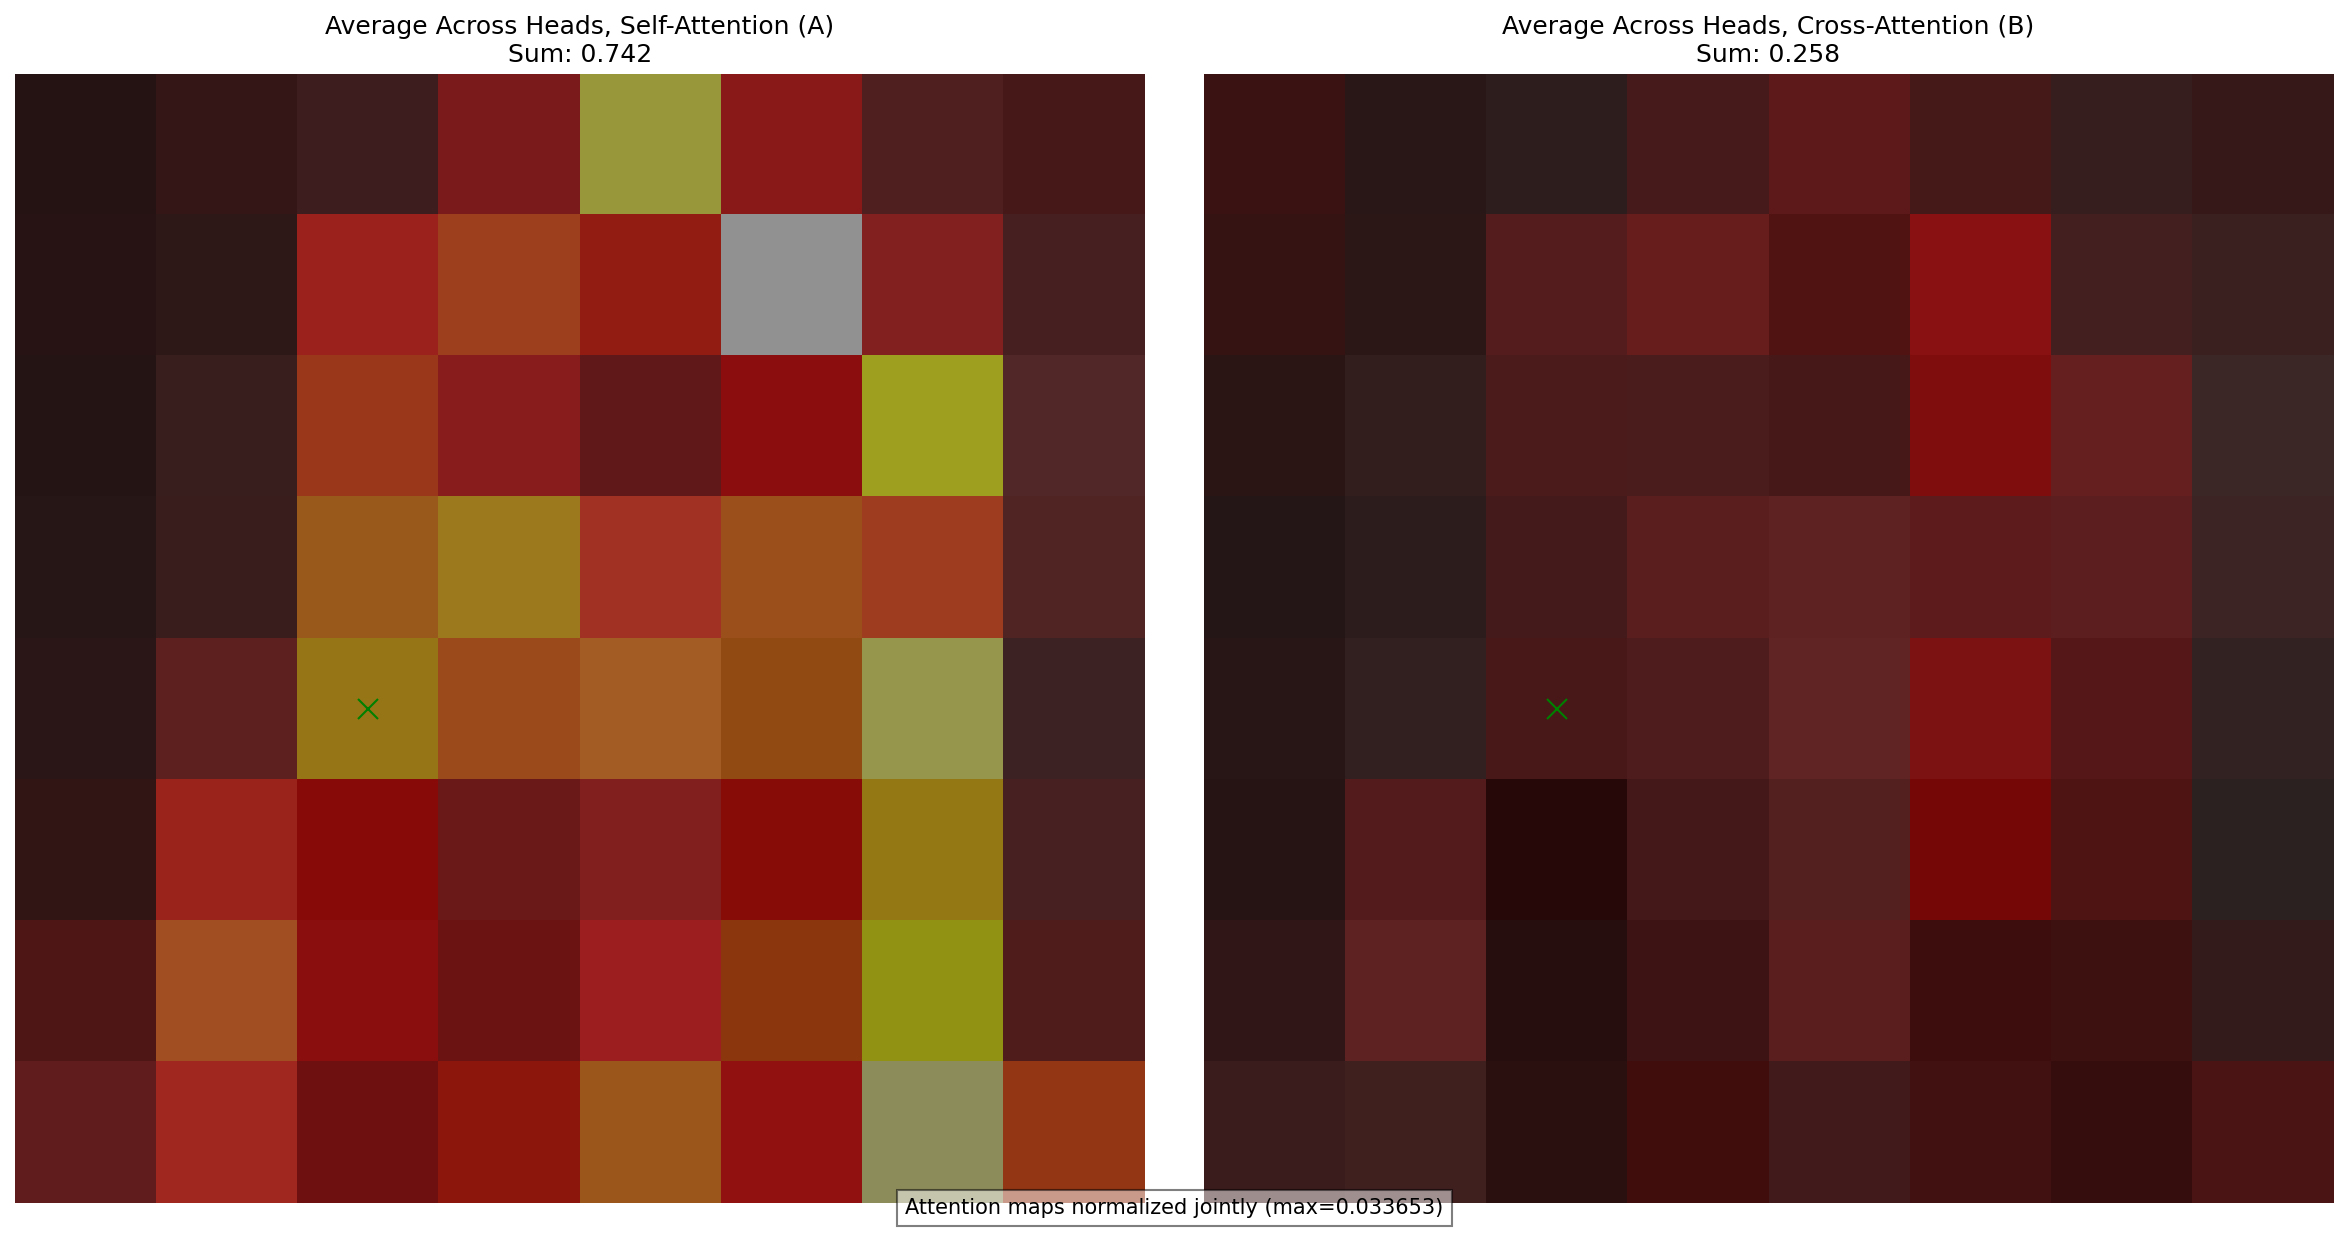 Average Across Heads, Self-Attention (A)
Sum: 0.742
Average Across Heads, Cross-Attention (B)
Sum: 0.258
Attention maps normalized jointly (max=0.033653)